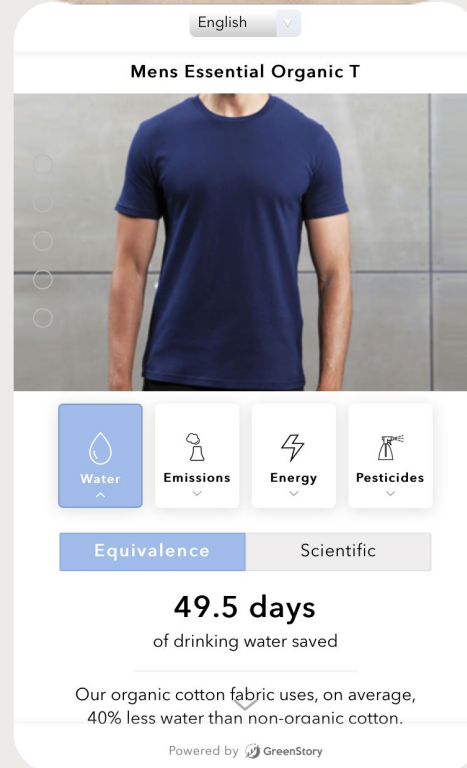 English
Mens Essential Organic T
Water
Emissions
Energy
Pesticides
Equivalence
Scientific
49.5 days
of drinking water saved
Our organic cotton fabric uses, on average,
40% less water than non-organic cotton.
Powered by GreenStory